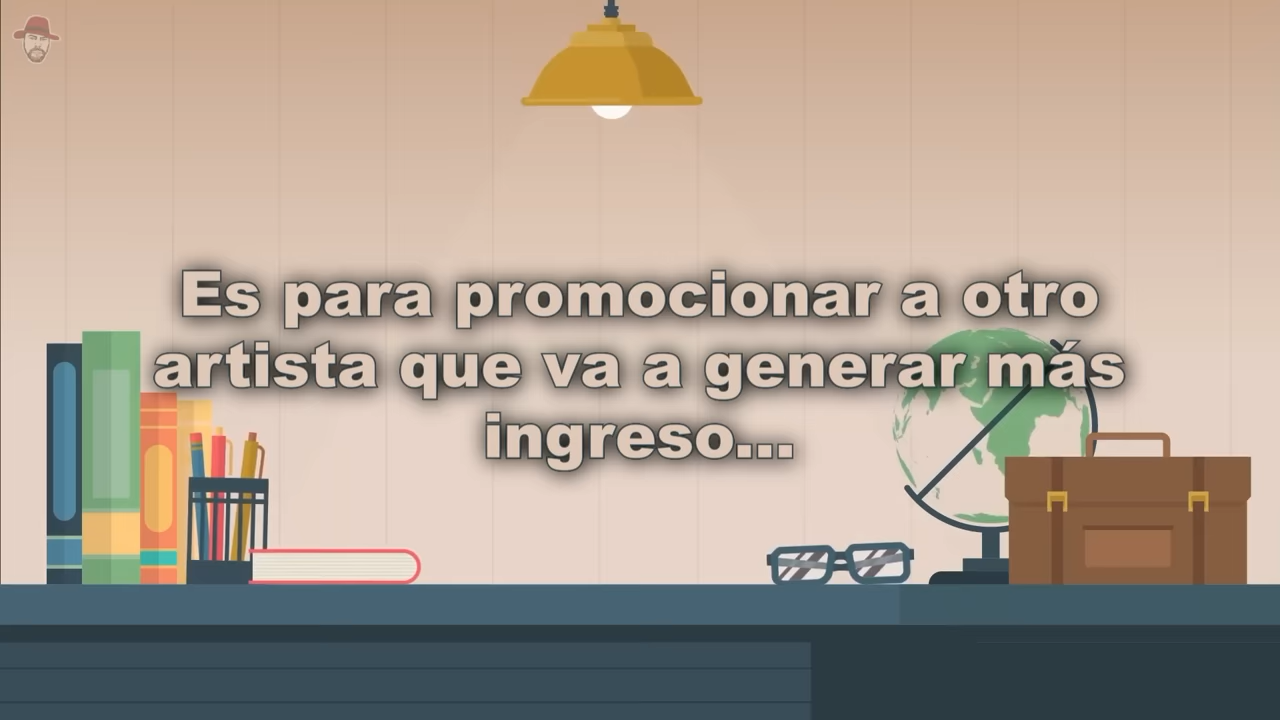 Es para promocionar a otro
artista que va a generar más
ingreso...